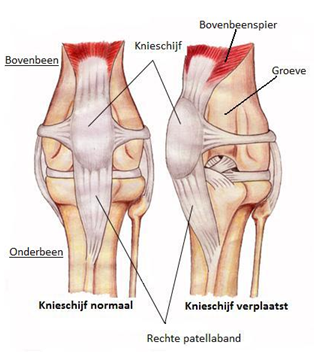 Bovenbeenspier
Knieschijf
Bovenbeen
Groeve
Onderbeen
Knieschijf normaal
Knieschijf verplaatst
Rechte patellaband